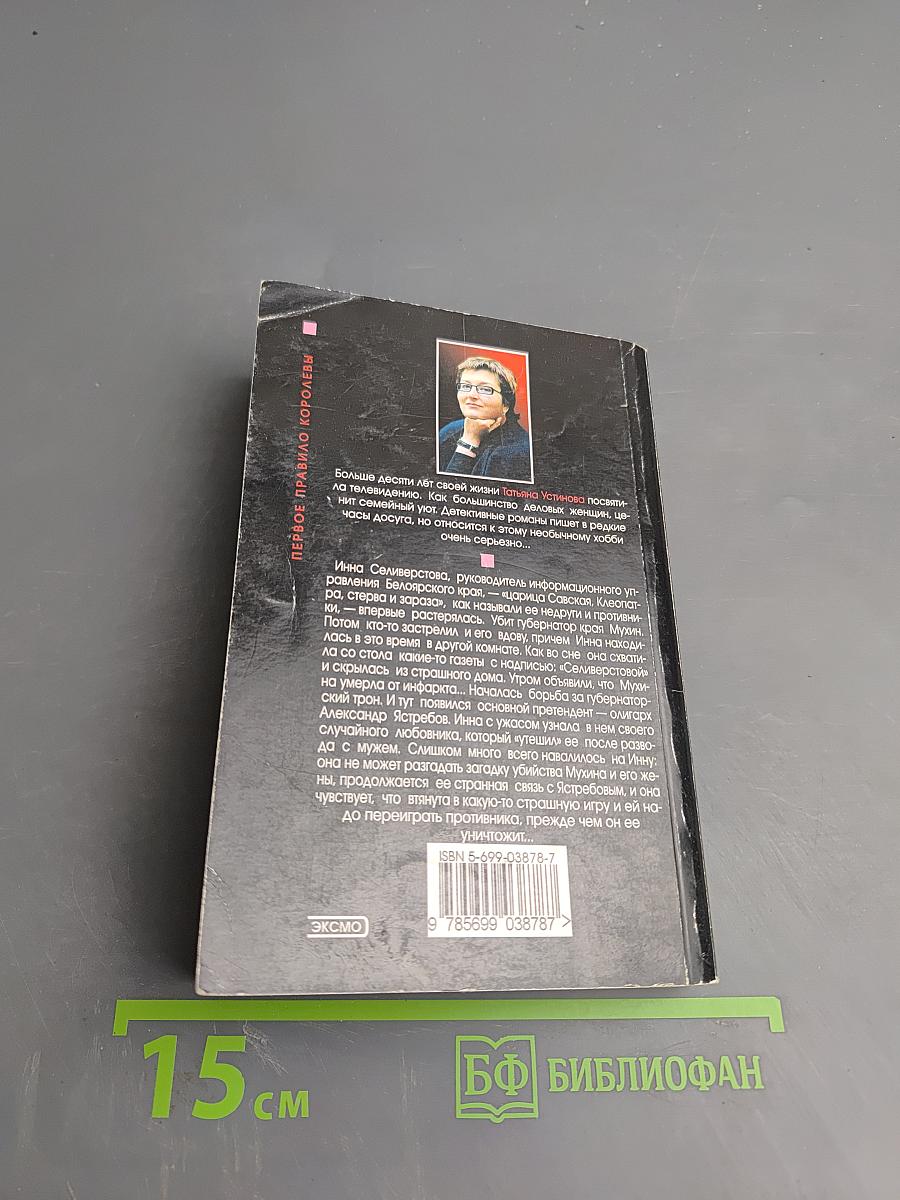 ПЕРВОЕ ПРАВИЛО КОРОЛЕВЫ
Больше десяти лет своей жизни Татьяна Устинова посвяти-
ла телевидению. Как большинство деловых женщин, це-
нит семейный уют. Детективные романы пишет в редкие
часы досуга, но относится к этому необычному хобби
очень серьезно...
Инна Селиверстова, руководитель информационного уп-
равления Белоярского края, — «царица Савская, Клеопат-
ра, стерва и зараза», как называли ее недруги и противни-
ки, — впервые растерялась. Убит губернатор края Мухин.
Потом кто-то застрелил и его вдову, причем Инна находи-
лась в это время в другой комнате. Как во сне она схвати-
ла со стола какие-то газеты с надписью: «Селиверстовой»
и скрылась из страшного дома. Утром объявили, что Мухи-
на умерла от инфаркта... Началась борьба за губернатор-
ский трон. И тут появился основной претендент — олигарх
Александр Ястребов. Инна с ужасом узнала в нем своего
случайного любовника, который «утешил» ее после разво-
да с мужем. Слишком много всего навалилось на Инну:
она не может разгадать загадку убийства Мухина и его же-
ны, продолжается ее странная связь с Ястребовым, и она
чувствует, что втянута в какую-то страшную игру и ей на-
до переиграть противника, прежде чем он ее
уничтожит...
ISBN 5-699-03878-7
9 785699 038787 >
ЭКСМО
15 см
БФ БИБЛИОФАН